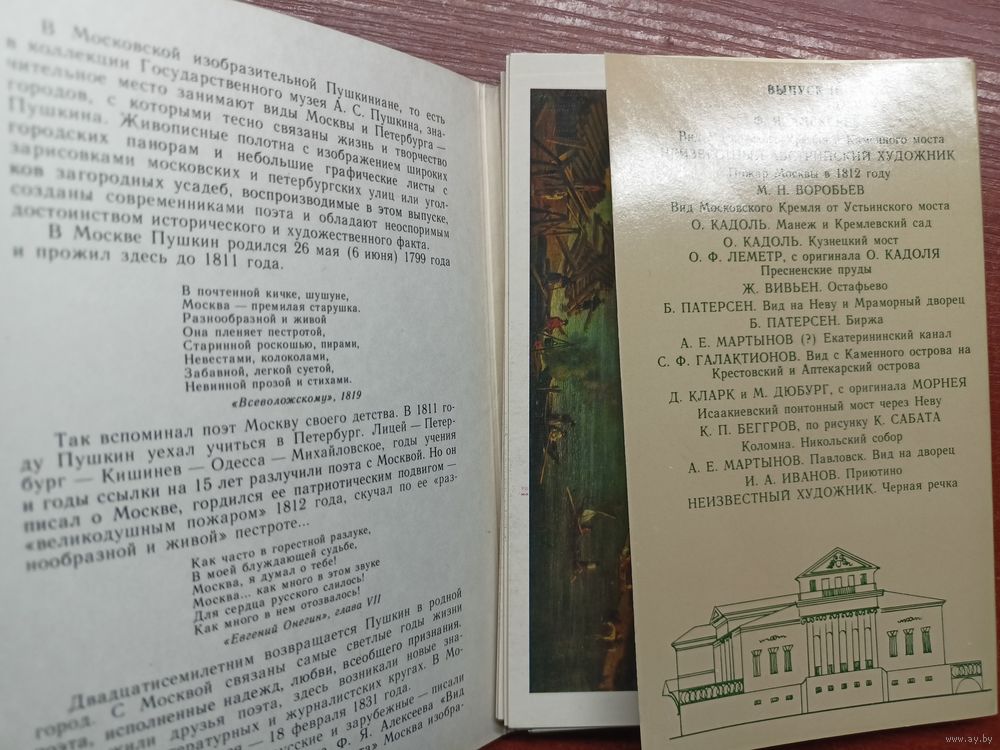 В Московской изобразительной Пушкиниане, то есть
в коллекции Государственного музея А. С. Пушкина, зна-
чительное место занимают виды Москвы и Петербурга —
городов, с которыми тесно связаны жизнь и творчество
Пушкина. Живописные полотна с изображением широких
городских панорам и небольшие графические листы с
зарисовками московских и петербургских улиц или угол-
ков загородных усадеб, воспроизводимые в этом выпуске,
созданы современниками поэта и обладают неоспоримым
достоинством исторического и художественного факта.
В Москве Пушкин родился 26 мая (6 июня) 1799 года
и прожил здесь до 1811 года.
В почтенной кичке, шушуне,
Москва — премилая старушка.
Разнообразной и живой
Она пленяет пестротой,
Старинной роскошью, пирами,
Невестами, колоколами,
Забавной, легкой суетой,
Невинной прозой и стихами.
«Всеволожскому», 1819
Так вспоминал поэт Москву своего детства. В 1811 го-
ду Пушкин уехал учиться в Петербург. Лицей — Петер-
бург — Кишинев — Одесса — Михайловское, годы учения
и годы ссылки на 15 лет разлучили поэта с Москвой. Но он
писал о Москве, гордился ее патриотическим подвигом —
«великодушным пожаром» 1812 года, скучал по ее «раз-
нообразной и живой» пестроте...
Как часто в горестной разлуке,
В моей блуждающей судьбе,
Москва, я думал о тебе!
Москва... как много в этом звуке
Для сердца русского слилось!
Как много в нем отозвалось!
«Евгений Онегин», глава VII
Двадцатисемилетним возвращается Пушкин в родной
город. С Москвой связаны самые светлые годы жизни
поэта, исполненные надежд, любви, всеобщего признания.
жили друзья поэта, здесь возникали новые зна-
литературных и журналистских кругах. В Мо-
— 18 февраля 1831 года.
русские и зарубежные — писали
Ф. Я. Алексеева «Вид
Москва изобра-
ВЫПУСК
Ф. Я.
Вид моста
НЕИЗВЕСТНЫЙ ХУДОЖНИК
Пожар Москвы в 1812 году
М. Н. ВОРОБЬЕВ
Вид Московского Кремля от Устьинского моста
О. КАДОЛЬ. Манеж и Кремлевский сад
О. КАДОЛЬ. Кузнецкий мост
О. Ф. ЛЕМЕТР, с оригинала О. КАДОЛЯ
Пресненские пруды
Ж. ВИВЬЕН. Остафьево
Б. ПАТЕРСЕН. Вид на Неву и Мраморный дворец
Б. ПАТЕРСЕН. Биржа
А. Е. МАРТЫНОВ (?) Екатерининский канал
С. Ф. ГАЛАКТИОНОВ. Вид с Каменного острова на
Крестовский и Аптекарский острова
Д. КЛАРК и М. ДЮБУРГ, с оригинала МОРНЕЯ
Исаакиевский понтонный мост через Неву
К. П. БЕГГРОВ, по рисунку К. САБАТА
Коломна. Никольский собор
А. Е. МАРТЫНОВ. Павловск. Вид на дворец
И. А. ИВАНОВ. Приютино
НЕИЗВЕСТНЫЙ ХУДОЖНИК. Черная речка
www.ay.by